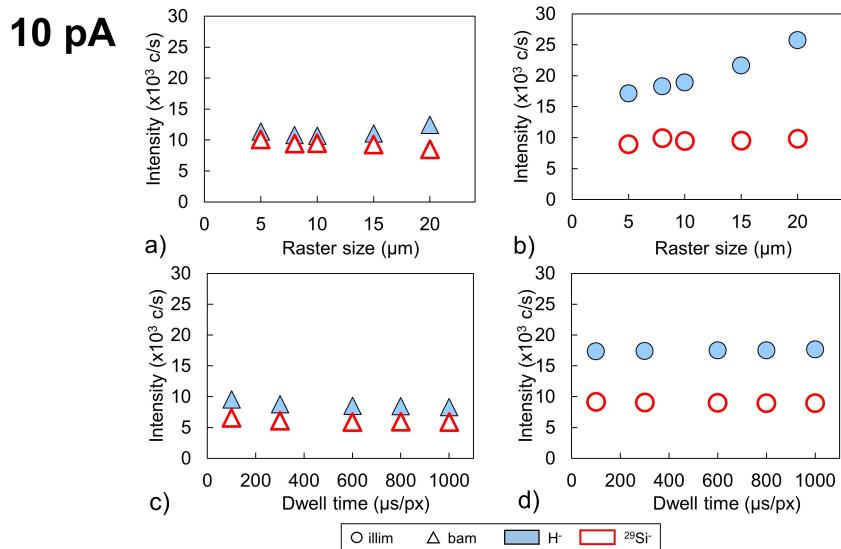 10 pA
30
25
20
15
10
5
0
Intensity (x10³ c/s)
0 5 10 15 20
a) Raster size (µm)
30
25
20
15
10
5
0
Intensity (x10³ c/s)
0 5 10 15 20
b) Raster size (µm)
30
25
20
15
10
5
0
Intensity (x10³ c/s)
0 200 400 600 800 1000
c) Dwell time (µs/px)
30
25
20
15
10
5
0
Intensity (x10³ c/s)
0 200 400 600 800 1000
Dwell time (µs/px)
d)
illim bam H⁻ ²⁹Si⁻